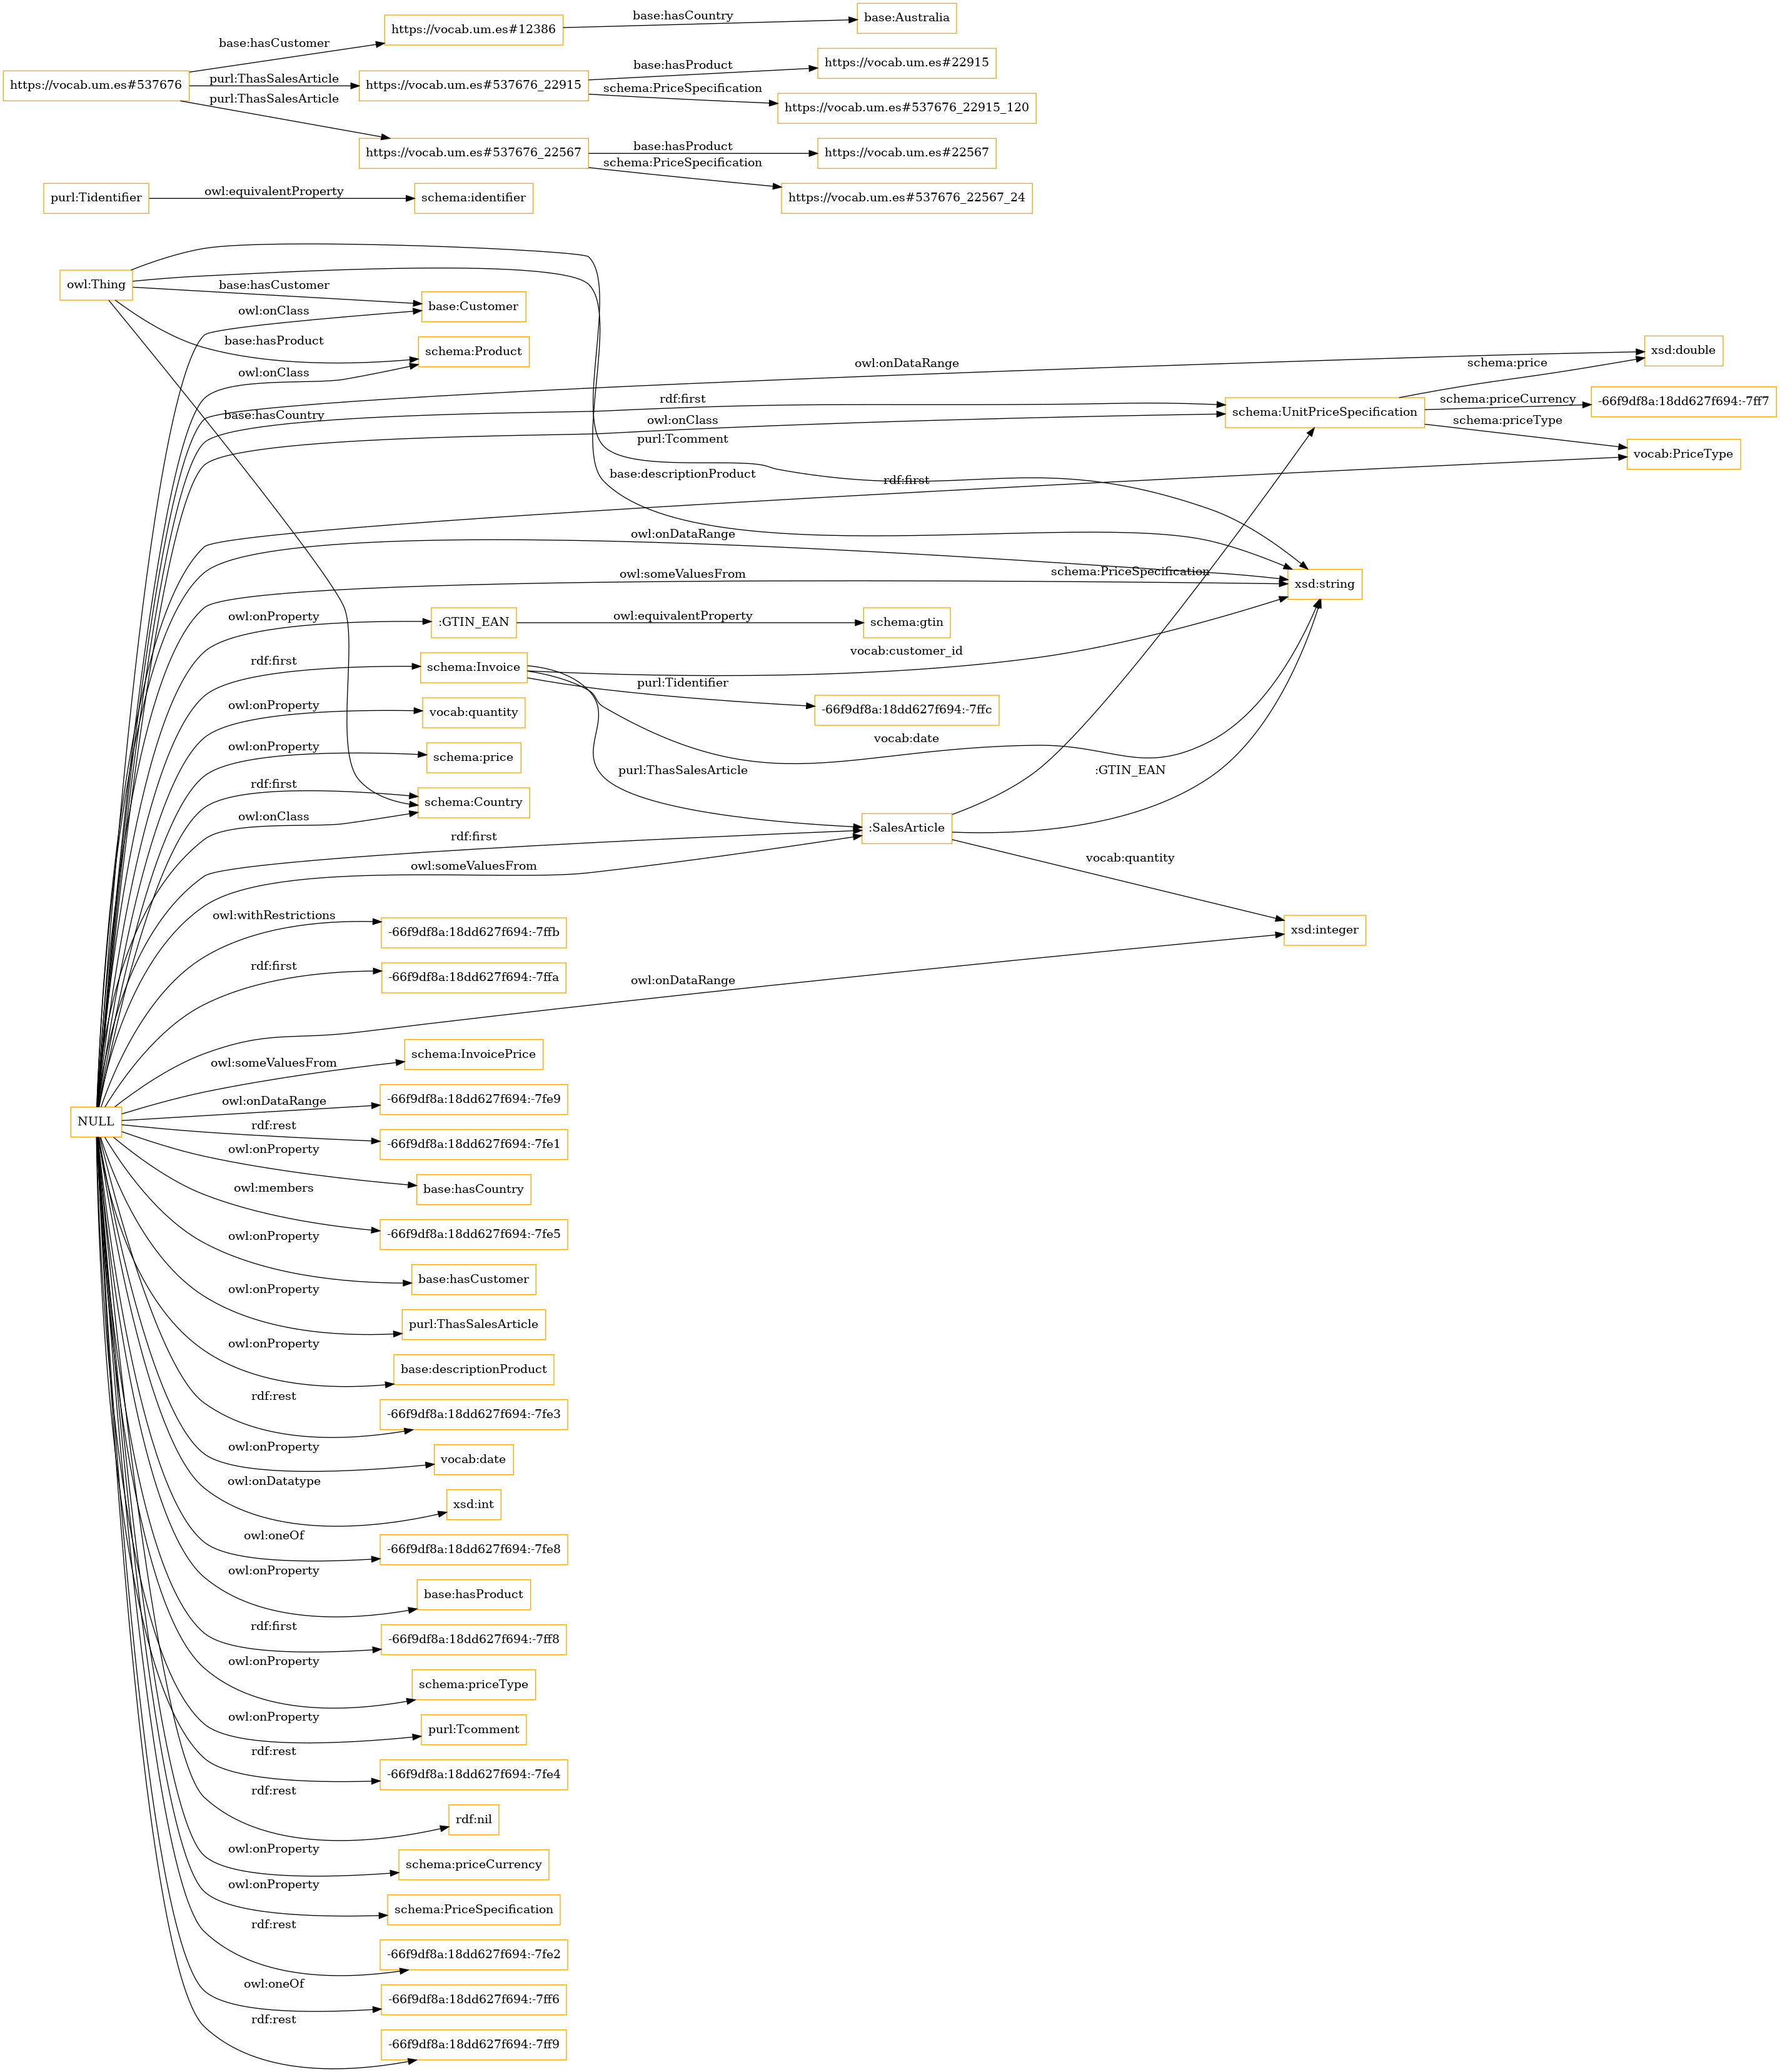 base:hasCountry
base:Australia
https://vocab.um.es#12386
base:hasCustomer
base:hasProduct
https://vocab.um.es#22915
https://vocab.um.es#537676
purl:ThasSalesArticle
https://vocab.um.es#537676_22915
schema:PriceSpecification
purl:ThasSalesArticle
https://vocab.um.es#537676_22915_120
base:hasProduct
https://vocab.um.es#537676_22567
https://vocab.um.es#22567
schema:PriceSpecification
owl:equivalentProperty
purl:Tidentifier
schema:identifier
https://vocab.um.es#537676_22567_24
owl:Thing
base:hasCustomer
base:Customer
owl:onClass
base:hasProduct
schema:Product
xsd:double
owl:onDataRange
schema:price
owl:onClass
rdf:first
schema:priceCurrency
-66f9df8a:18dd627f694:-7ff7
base:hasCountry
schema:UnitPriceSpecification
owl:onClass
schema:priceType
purl:Tcomment
vocab:PriceType
base:descriptionProduct
rdf:first
owl:onDataRange
schema:PriceSpecification
owl:someValuesFrom
xsd:string
owl:onProperty
:GTIN_EAN
owl:equivalentProperty
schema:gtin
vocab:customer_id
rdf:first
schema:Invoice
purl:Tidentifier
owl:onProperty
vocab:quantity
-66f9df8a:18dd627f694:-7ffc
vocab:date
owl:onProperty
schema:price
purl:ThasSalesArticle
:GTIN_EAN
rdf:first
schema:Country
owl:onClass
:SalesArticle
rdf:first
vocab:quantity
owl:someValuesFrom
owl:withRestrictions
-66f9df8a:18dd627f694:-7ffb
xsd:integer
rdf:first
-66f9df8a:18dd627f694:-7ffa
owl:onDataRange
schema:InvoicePrice
owl:someValuesFrom
owl:onDataRange
-66f9df8a:18dd627f694:-7fe9
NULL
rdf:rest
-66f9df8a:18dd627f694:-7fe1
owl:onProperty
base:hasCountry
owl:members
-66f9df8a:18dd627f694:-7fe5
owl:onProperty
base:hasCustomer
owl:onProperty
purl:ThasSalesArticle
owl:onProperty
base:descriptionProduct
rdf:rest
-66f9df8a:18dd627f694:-7fe3
owl:onProperty
vocab:date
owl:onDatatype
xsd:int
owl:oneOf
-66f9df8a:18dd627f694:-7fe8
owl:onProperty
base:hasProduct
rdf:first
-66f9df8a:18dd627f694:-7ff8
owl:onProperty
schema:priceType
owl:onProperty
purl:Tcomment
rdf:rest
-66f9df8a:18dd627f694:-7fe4
rdf:rest
rdf:nil
owl:onProperty
schema:priceCurrency
owl:onProperty
schema:PriceSpecification
rdf:rest
-66f9df8a:18dd627f694:-7fe2
owl:oneOf
-66f9df8a:18dd627f694:-7ff6
rdf:rest
-66f9df8a:18dd627f694:-7ff9